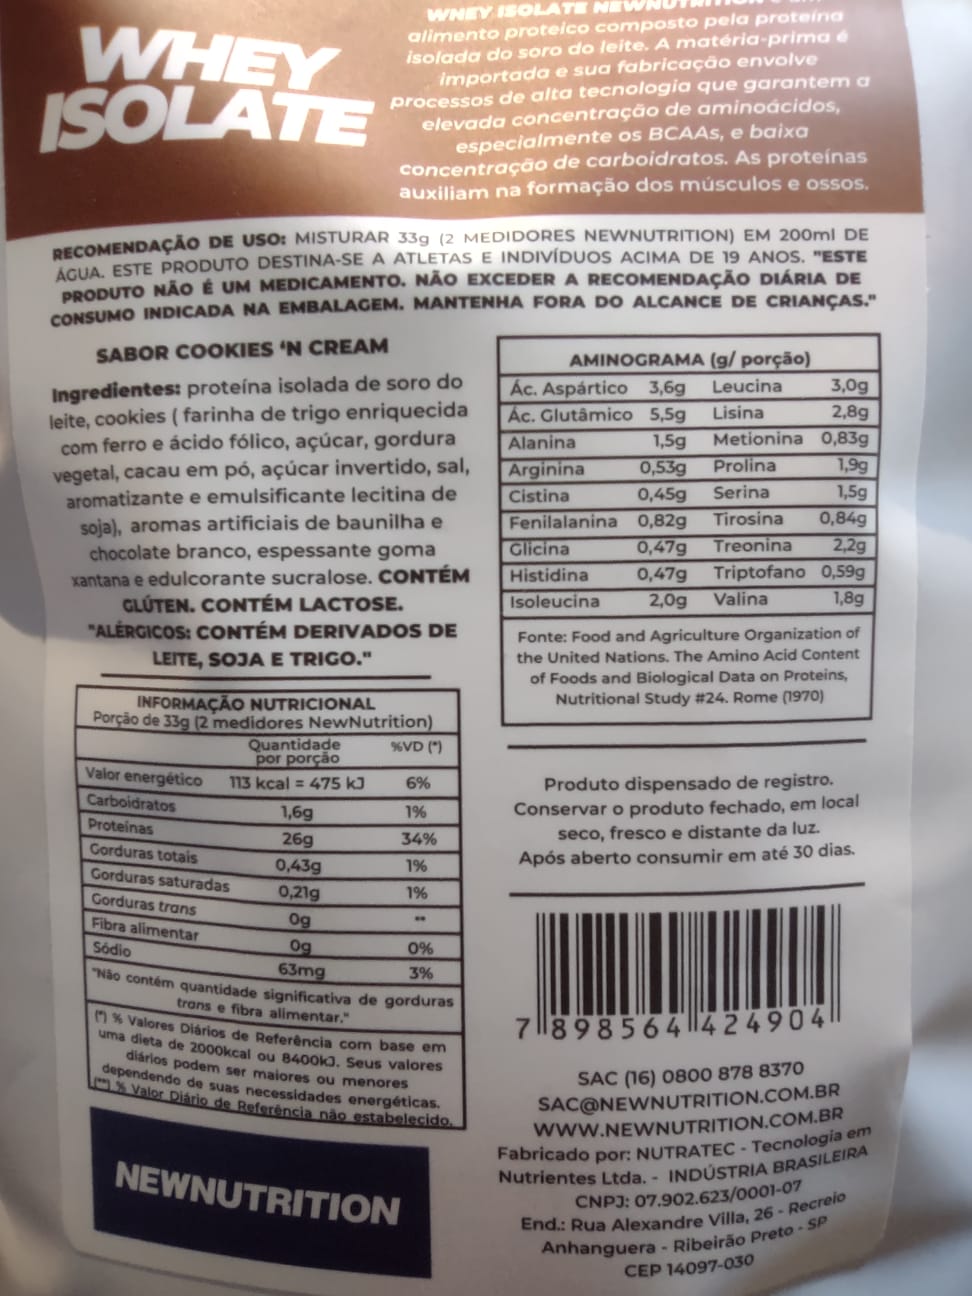 WHEY
ISOLATE
WHEY ISOLATE
alimento proteico composto pela proteína
isolada do soro do leite. A matéria-prima é
importada e sua fabricação envolve
processos de alta tecnologia que garantem a
elevada concentração de aminoácidos,
especialmente os BCAAs, e baixa
concentração de carboidratos. As proteínas
auxiliam na formação dos músculos e ossos.
RECOMENDAÇÃO DE USO: MISTURAR 33g (2 MEDIDORES NEWNUTRITION) EM 200ml DE
ÁGUA. ESTE PRODUTO DESTINA-SE A ATLETAS E INDIVÍDUOS ACIMA DE 19 ANOS. "ESTE
PRODUTO NÃO É UM MEDICAMENTO. NÃO EXCEDER A RECOMENDAÇÃO DIÁRIA DE
CONSUMO INDICADA NA EMBALAGEM. MANTENHA FORA DO ALCANCE DE CRIANÇAS."
SABOR COOKIES 'N CREAM
Ingredientes: proteína isolada de soro do
leite, cookies ( farinha de trigo enriquecida
com ferro e ácido fólico, açúcar, gordura
vegetal, cacau em pó, açúcar invertido, sal,
aromatizante e emulsificante lecitina de
soja), aromas artificiais de baunilha e
chocolate branco, espessante goma
xantana e edulcorante sucralose. CONTÉM
GLÚTEN. CONTÉM LACTOSE.
"ALÉRGICOS: CONTÉM DERIVADOS DE
LEITE, SOJA E TRIGO."
INFORMAÇÃO NUTRICIONAL
Porção de 33g (2 medidores NewNutrition)
Quantidade
por porção %VD (*)
Valor energético 113 kcal = 475 kJ 6%
Carboidratos 1,6g 1%
Proteínas 26g 34%
Gorduras totais 0,43g 1%
Gorduras saturadas 0,21g 1%
Gorduras trans 0g **
Fibra alimentar 0g 0%
Sódio 63mg 3%
"Não contém quantidade significativa de gorduras
trans e fibra alimentar."
(*) % Valores Diários de Referência com base em
uma dieta de 2000kcal ou 8400kJ. Seus valores
diários podem ser maiores ou menores
dependendo de suas necessidades energéticas.
(**) % Valor Diário de Referência não estabelecido.
NEWNUTRITION
AMINOGRAMA (g/ porção)
Ác. Aspártico 3,6g Leucina 3,0g
Ác. Glutâmico 5,5g Lisina 2,8g
Alanina 1,5g Metionina 0,83g
Arginina 0,53g Prolina 1,9g
Cistina 0,45g Serina 1,5g
Fenilalanina 0,82g Tirosina 0,84g
Glicina 0,47g Treonina 2,2g
Histidina 0,47g Triptofano 0,59g
Isoleucina 2,0g Valina 1,8g
Fonte: Food and Agriculture Organization of
the United Nations. The Amino Acid Content
of Foods and Biological Data on Proteins,
Nutritional Study #24. Rome (1970)
Produto dispensado de registro.
Conservar o produto fechado, em local
seco, fresco e distante da luz.
Após aberto consumir em até 30 dias.
7 898564 424904
SAC (16) 0800 878 8370
SAC@NEWNUTRITION.COM.BR
WWW.NEWNUTRITION.COM.BR
Fabricado por: NUTRATEC - Tecnologia em
Nutrientes Ltda. - INDÚSTRIA BRASILEIRA
CNPJ: 07.902.623/0001-07
End.: Rua Alexandre Villa, 26 - Recreio
Anhanguera - Ribeirão Preto - SP
CEP 14097-030